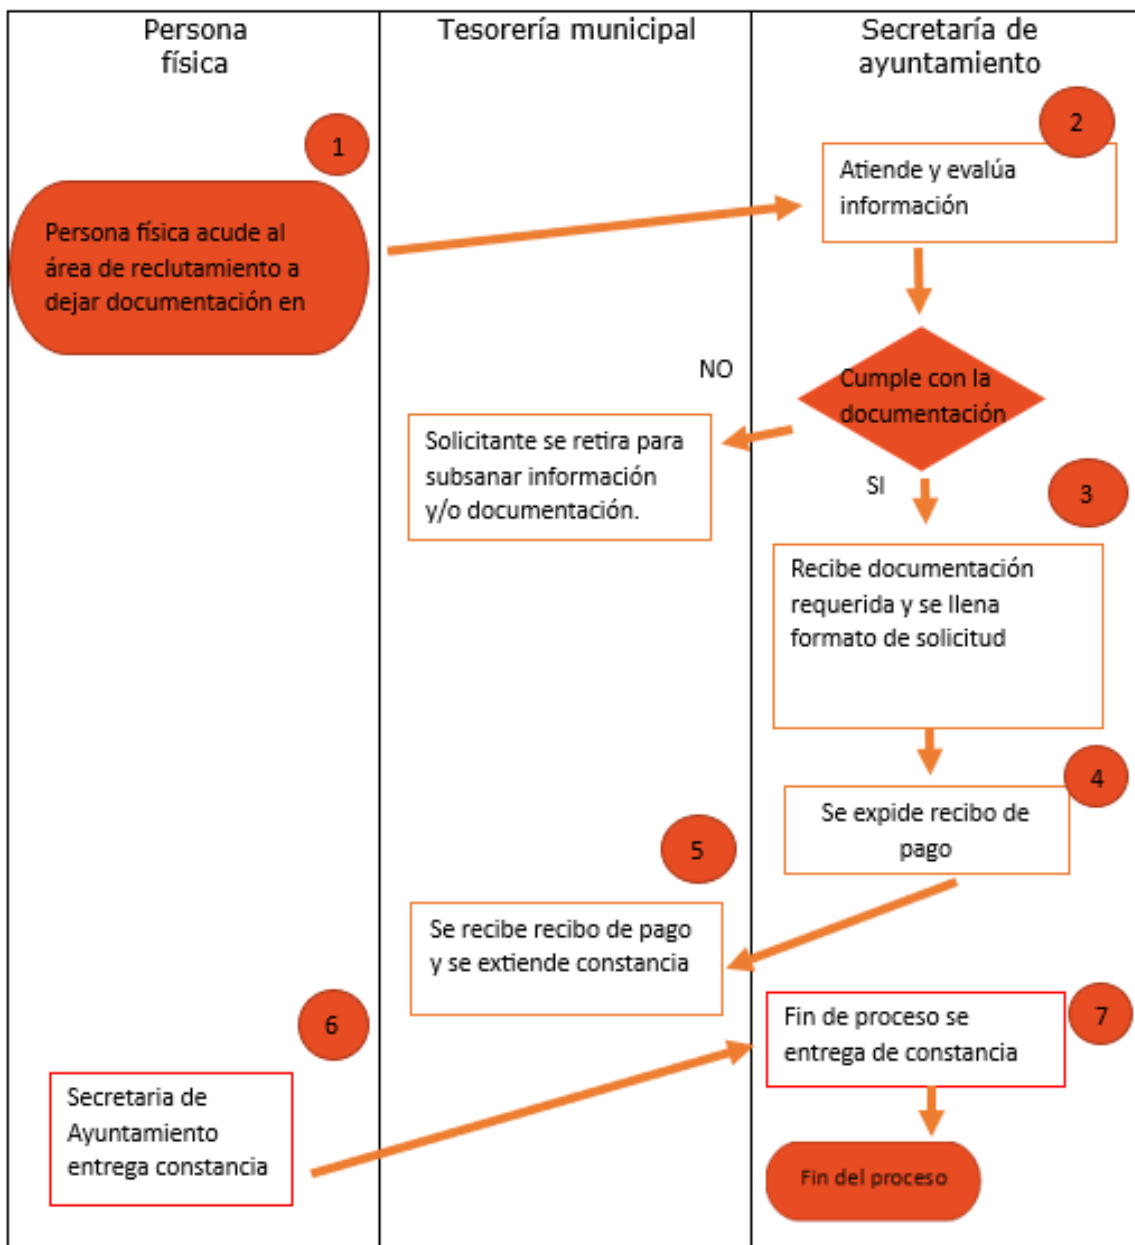 Persona
física
Tesorería municipal
Secretaría de
ayuntamiento
1
Persona física acude al
área de reclutamiento a
dejar documentación en
2
Atiende y evalúa
información
Cumple con la
documentación
NO
Solicitante se retira para
subsanar información
y/o documentación.
SI
3
Recibe documentación
requerida y se llena
formato de solicitud
4
Se expide recibo de
pago
5
Se recibe recibo de pago
y se extiende constancia
6
Secretaria de
Ayuntamiento
entrega constancia
7
Fin de proceso se
entrega de constancia
Fin del proceso